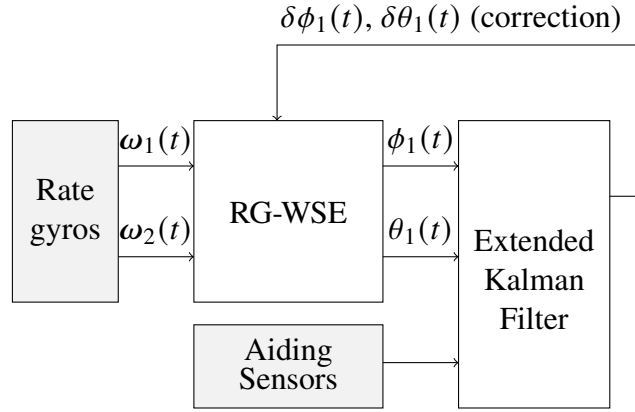 δϕ₁(t), δθ₁(t) (correction)
Rate
gyros
ω₁(t)
ω₂(t)
RG-WSE
ϕ₁(t)
θ₁(t)
Extended
Kalman
Filter
Aiding
Sensors